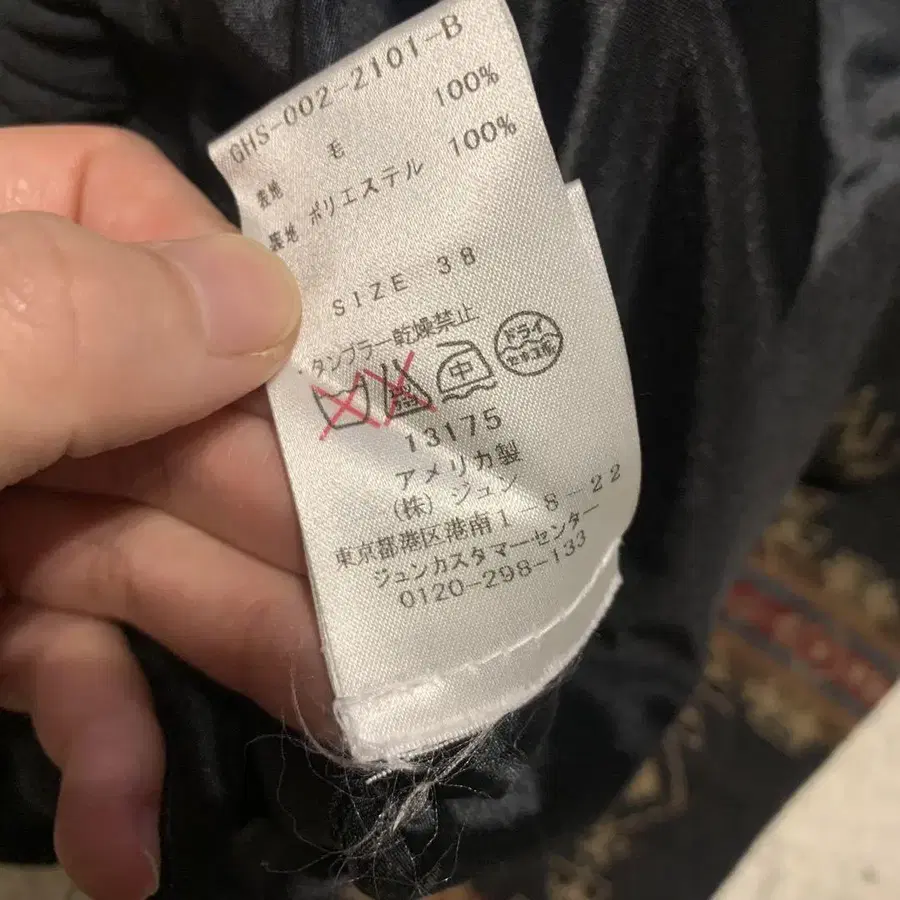 GHS-002-2101-B
表地 毛 100%
裏地 ポリエステル 100%
SIZE 38
・タンブラー乾燥禁止
中 ドライ
13175
アメリカ製
(株) ジュン
東京都港区港南1-8-22
ジュンカスタマーセンター
0120-298-133